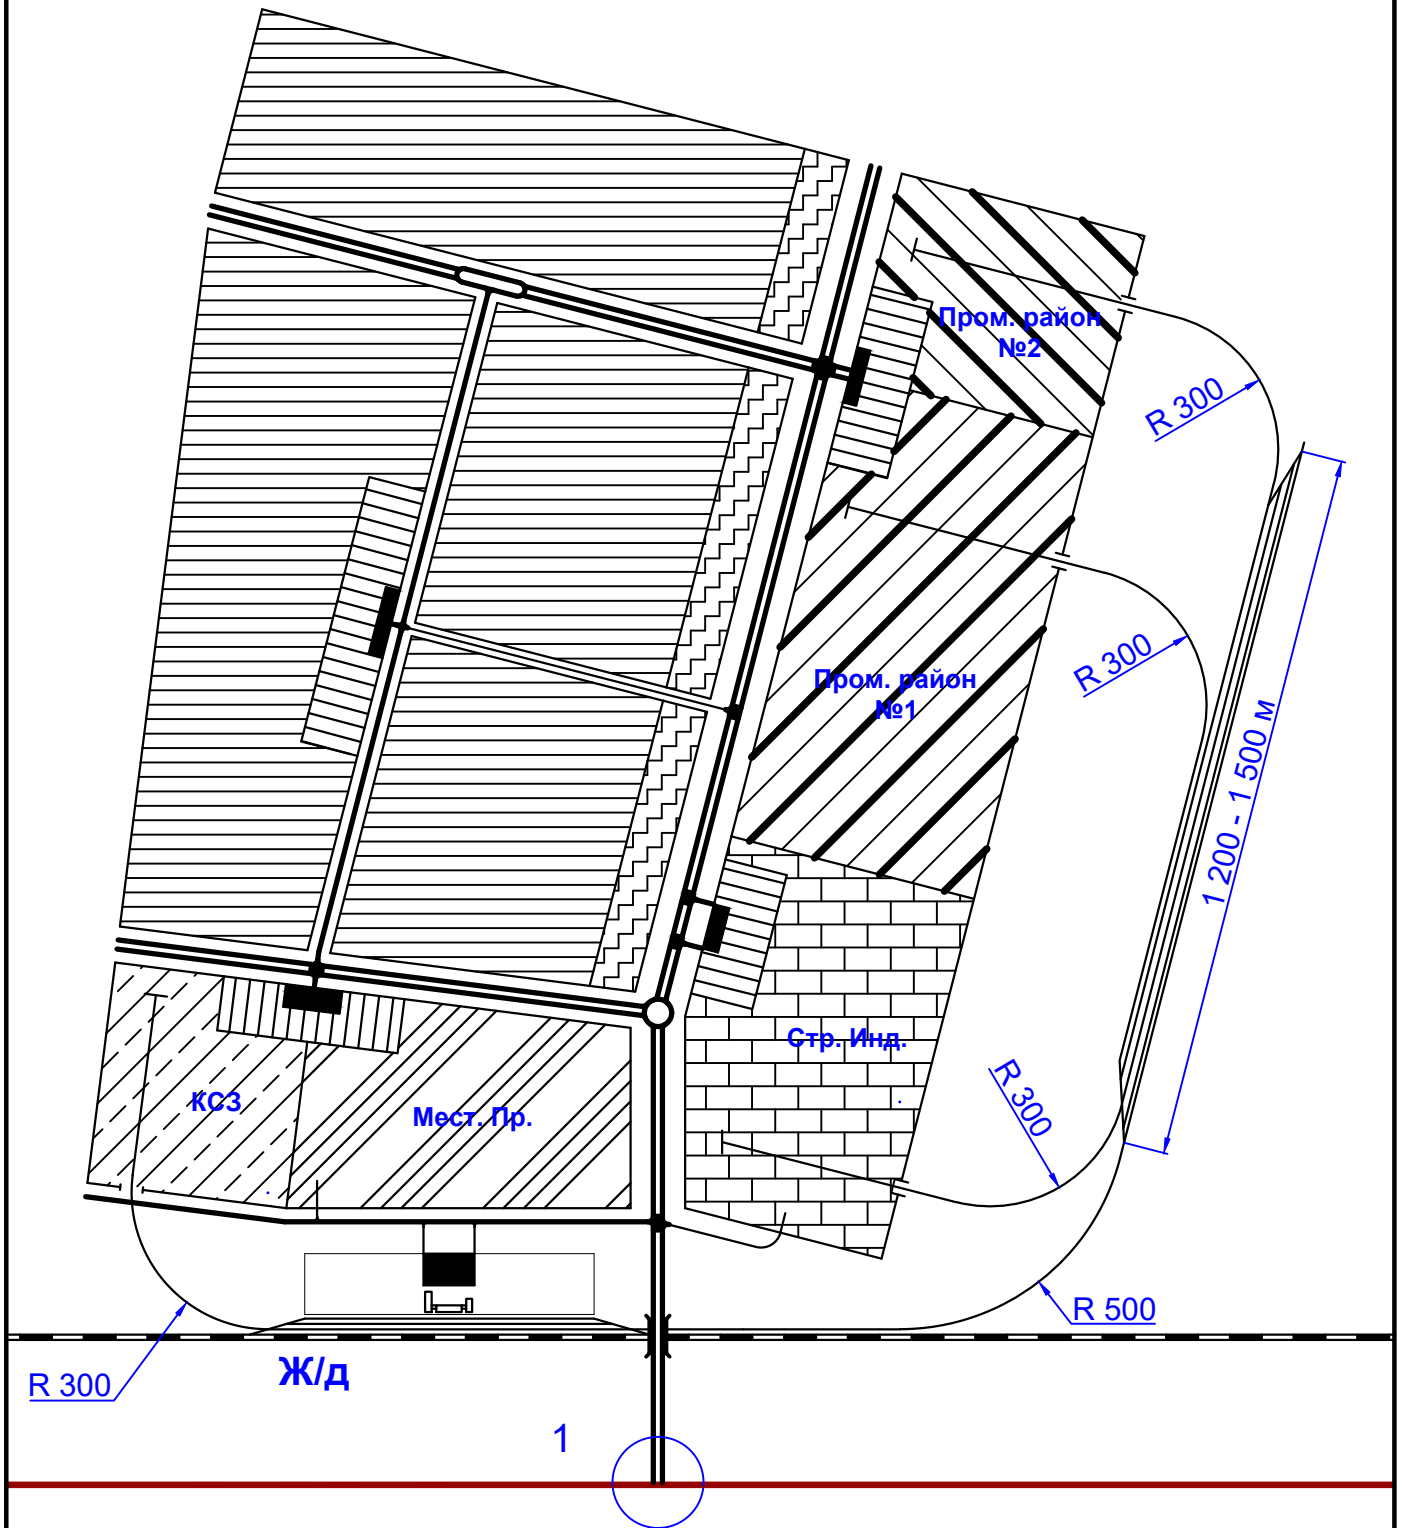 Пром. район
№2
R 300
R 300
Пром. район
№1
1 200 - 1 500 м
Стр. Инд.
R 300
КСЗ
Мест. Пр.
R 500
Ж/д
R 300
1